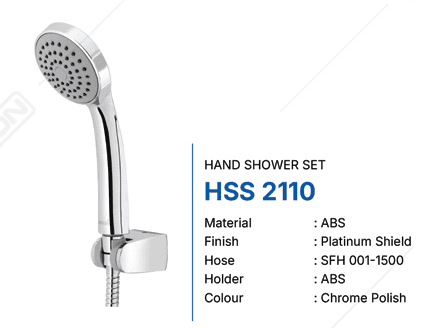 HAND SHOWER SET
HSS 2110
Material : ABS
Finish : Platinum Shield
Hose : SFH 001-1500
Holder : ABS
Colour : Chrome Polish